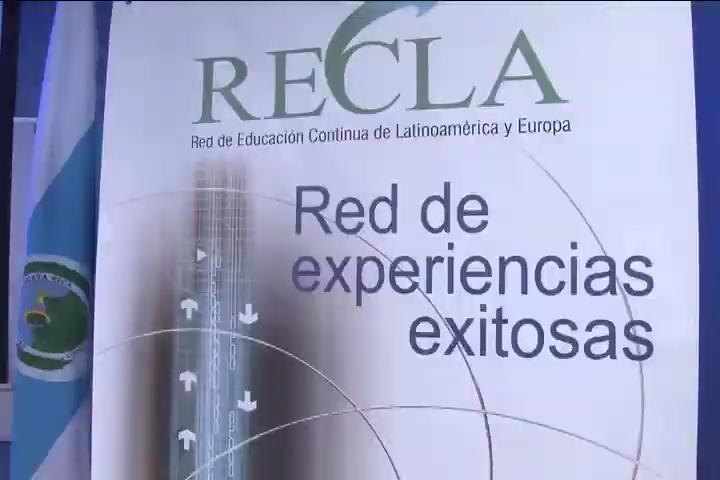 RECLA
Red de Educación Continua de Latinoamérica y Europa
Red de
experiencias
exitosas